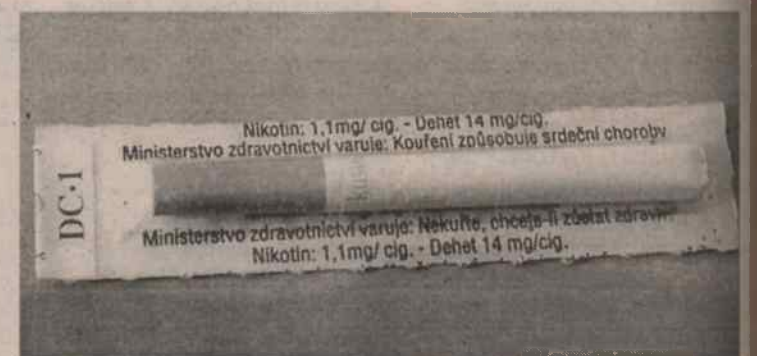 DC·1
Nikotin: 1,1mg/ cig. - Dehet 14 mg/cig.
Ministerstvo zdravotnictví varuje: Kouření způsobuje srdeční choroby
Ministerstvo zdravotnictví varuje: Nekuřte, chcete-li zůstat zdraví
Nikotin: 1,1mg/ cig. - Dehet 14 mg/cig.